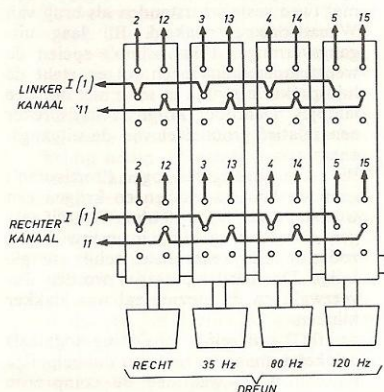 2 12 3 13 4 14 5 15
LINKER
KANAAL
I (1)
'11
2 12 3 13 4 14 5 15
RECHTER
KANAAL
I (1)
11
RECHT 35 Hz 80 Hz 120 Hz
DREUN